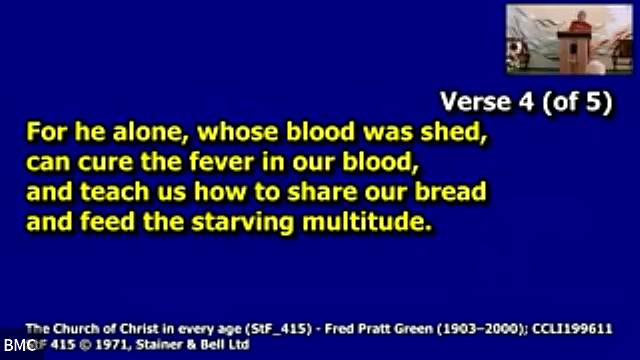 Verse 4 (of 5)
For he alone, whose blood was shed,
can cure the fever in our blood,
and teach us how to share our bread
and feed the starving multitude.
The Church of Christ in every age (StF_415) - Fred Pratt Green (1903–2000); CCLI199611
StF 415 © 1971, Stainer & Bell Ltd
BMC